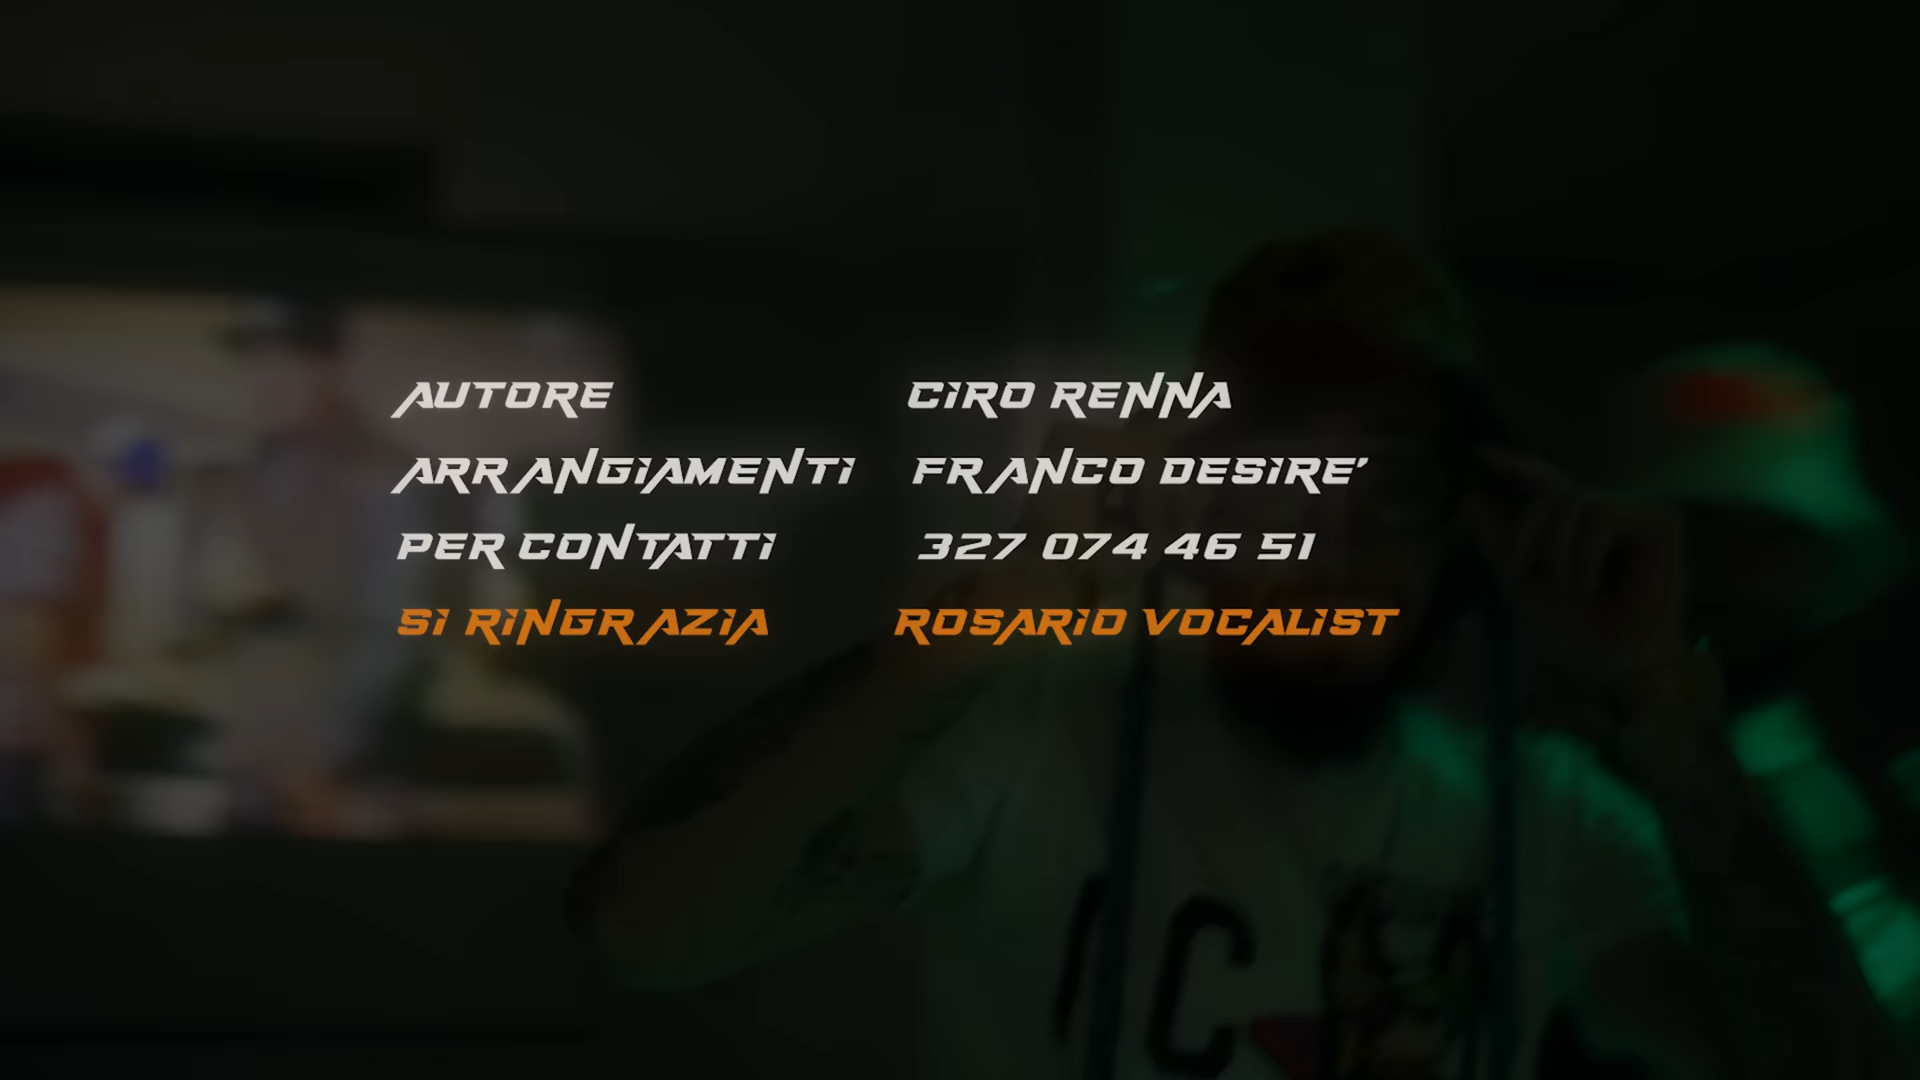 AUTORE CIRO RENNA
ARRANGIAMENTI FRANCO DESIRE'
PER CONTATTI 327 074 46 51
SI RINGRAZIA ROSARIO VOCALIST